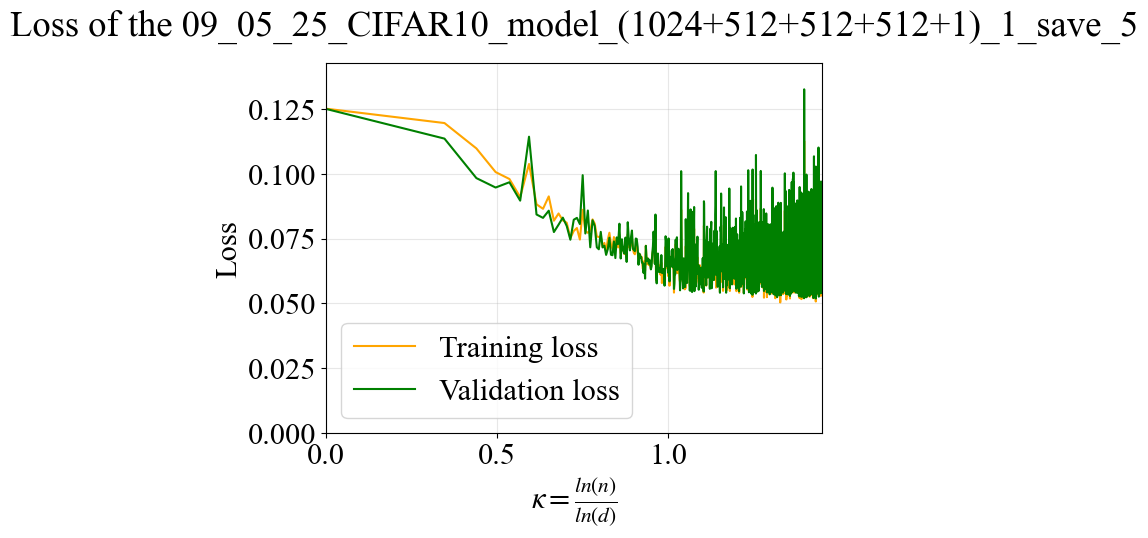 Loss of the 09_05_25_CIFAR10_model_(1024+512+512+512+1)_1_save_5
0.125
0.100
0.075
0.050
0.025
0.000
Loss
Training loss
Validation loss
0.0 0.5 1.0
κ = ln(n)/ln(d)